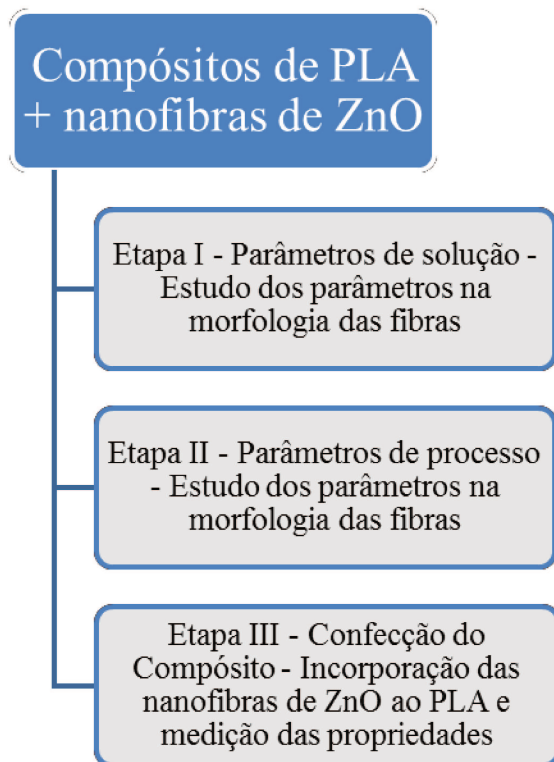 Compósitos de PLA
+ nanofibras de ZnO
Etapa I - Parâmetros de solução -
Estudo dos parâmetros na
morfologia das fibras
Etapa II - Parâmetros de processo
- Estudo dos parâmetros na
morfologia das fibras
Etapa III - Confecção do
Compósito - Incorporação das
nanofibras de ZnO ao PLA e
medição das propriedades